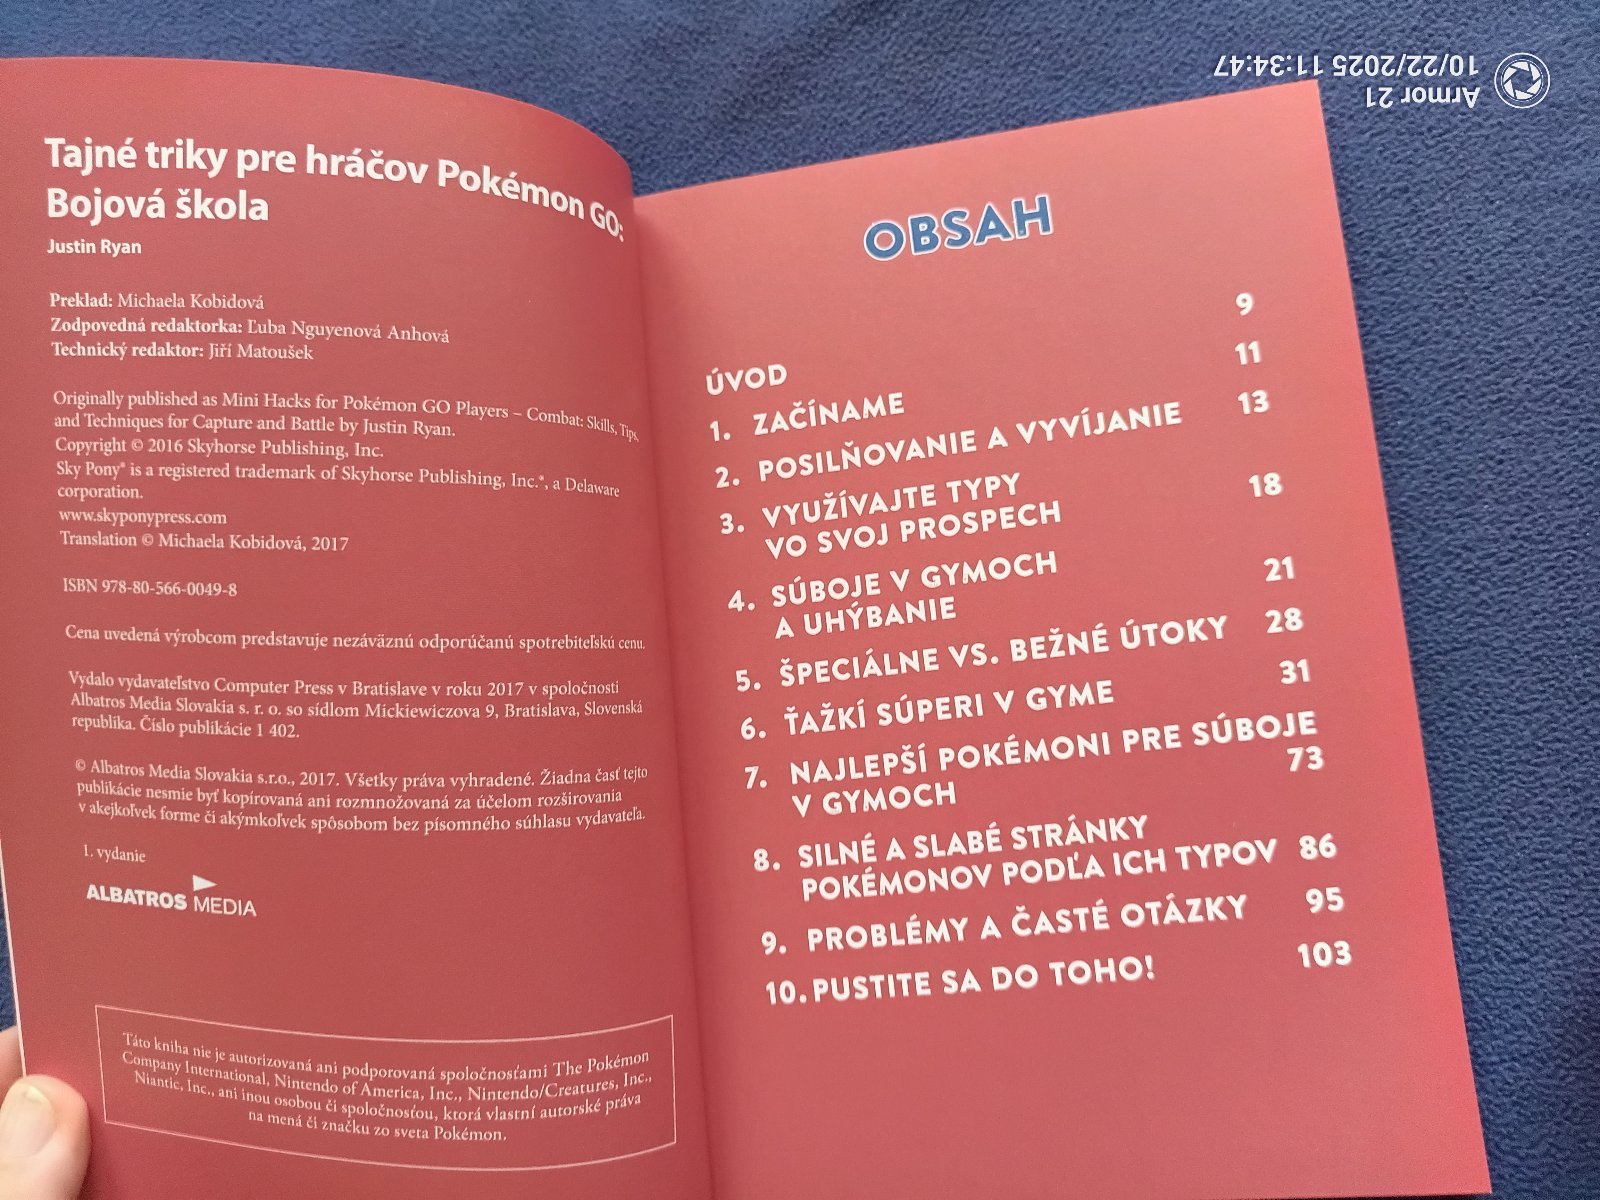 Tajné triky pre hráčov Pokémon GO:
Bojová škola
Justin Ryan
Preklad: Michaela Kobidová
Zodpovedná redaktorka: Ľuba Nguyenová Anhová
Technický redaktor: Jiří Matoušek
Originally published as Mini Hacks for Pokémon GO Players – Combat: Skills, Tips,
and Techniques for Capture and Battle by Justin Ryan.
Copyright © 2016 Skyhorse Publishing, Inc.
Sky Pony® is a registered trademark of Skyhorse Publishing, Inc.®, a Delaware
corporation.
www.skyponypress.com
Translation © Michaela Kobidová, 2017
ISBN 978-80-566-0049-8
Cena uvedená výrobcom predstavuje nezáväznú odporúčanú spotrebiteľskú cenu.
Vydalo vydavateľstvo Computer Press v Bratislave v roku 2017 v spoločnosti
Albatros Media Slovakia s. r. o. so sídlom Mickiewiczova 9, Bratislava, Slovenská
republika. Číslo publikácie 1 402.
© Albatros Media Slovakia s.r.o., 2017. Všetky práva vyhradené. Žiadna časť tejto
publikácie nesmie byť kopírovaná ani rozmnožovaná za účelom rozširovania
v akejkoľvek forme či akýmkoľvek spôsobom bez písomného súhlasu vydavateľa.
1. vydanie
ALBATROS MEDIA
Táto kniha nie je autorizovaná ani podporovaná spoločnosťami The Pokémon
Company International, Nintendo of America, Inc., Nintendo/Creatures, Inc.,
Niantic, Inc., ani inou osobou či spoločnosťou, ktorá vlastní autorské práva
na mená či značku zo sveta Pokémon.
OBSAH
ÚVOD 9
1. ZAČÍNAME 11
2. POSILŇOVANIE A VYVÍJANIE 13
3. VYUŽÍVAJTE TYPY
VO SVOJ PROSPECH 18
4. SÚBOJE V GYMOCH
A UHÝBANIE 21
5. ŠPECIÁLNE VS. BEŽNÉ ÚTOKY 28
6. ŤAŽKÍ SÚPERI V GYME 31
7. NAJLEPŠÍ POKÉMONI PRE SÚBOJE
V GYMOCH 73
8. SILNÉ A SLABÉ STRÁNKY
POKÉMONOV PODĽA ICH TYPOV 86
9. PROBLÉMY A ČASTÉ OTÁZKY 95
10. PUSTITE SA DO TOHO! 103
Armor 21
10/22/2025 11:34:47